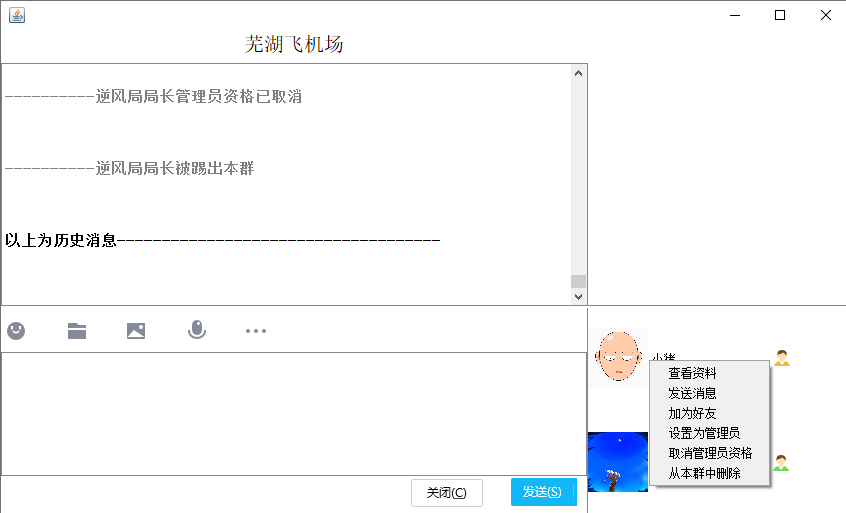 芜湖飞机场
----------逆风局局长管理员资格已取消
----------逆风局局长被踢出本群
以上为历史消息------------------------------------
关闭(C)
发送(S)
小猪
查看资料
发送消息
加为好友
设置为管理员
取消管理员资格
从本群中删除